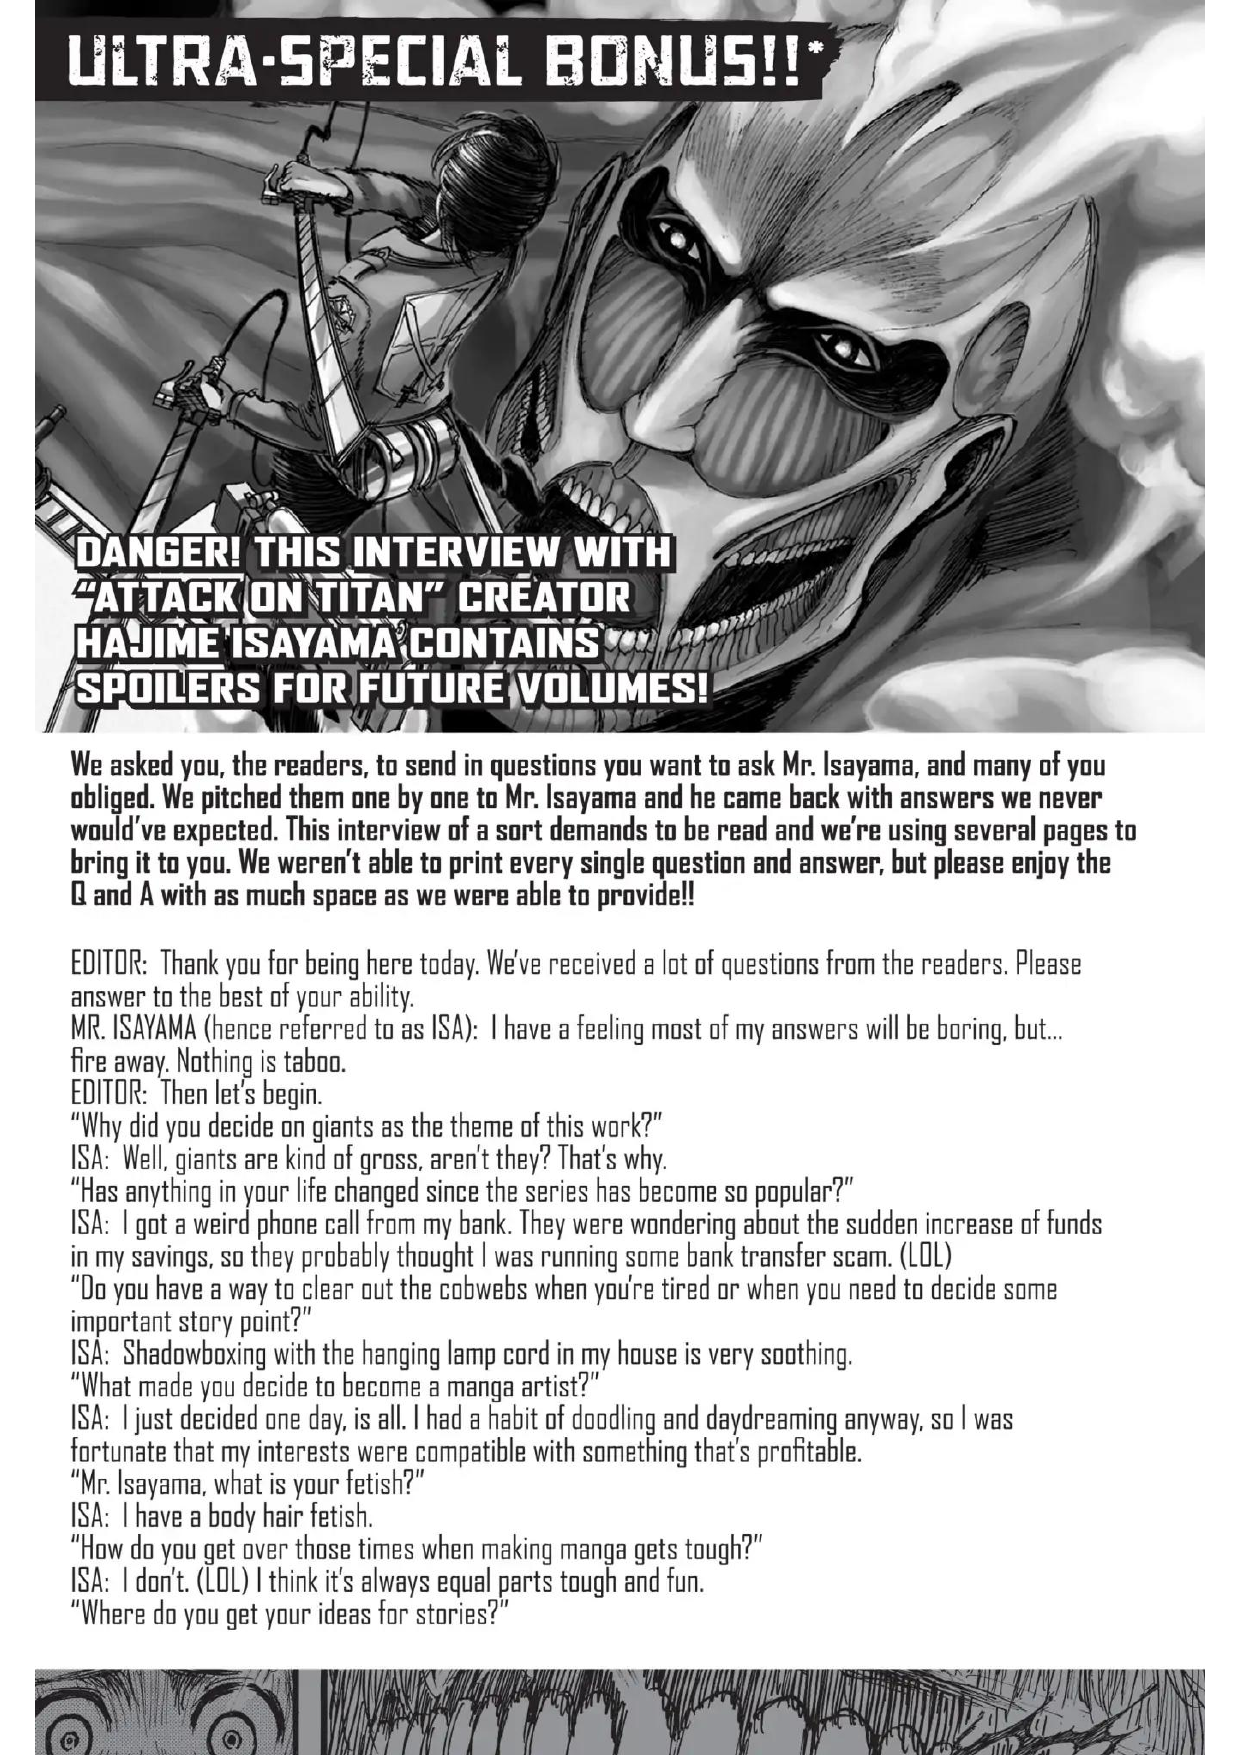 ULTRA-SPECIAL BONUS!!*
DANGER! THIS INTERVIEW WITH
“ATTACK ON TITAN” CREATOR
HAJIME ISAYAMA CONTAINS
SPOILERS FOR FUTURE VOLUMES!
We asked you, the readers, to send in questions you want to ask Mr. Isayama, and many of you
obliged. We pitched them one by one to Mr. Isayama and he came back with answers we never
would’ve expected. This interview of a sort demands to be read and we’re using several pages to
bring it to you. We weren’t able to print every single question and answer, but please enjoy the
Q and A with as much space as we were able to provide!!
EDITOR: Thank you for being here today. We’ve received a lot of questions from the readers. Please
answer to the best of your ability.
MR. ISAYAMA (hence referred to as ISA): I have a feeling most of my answers will be boring, but...
fire away. Nothing is taboo.
EDITOR: Then let’s begin.
“Why did you decide on giants as the theme of this work?”
ISA: Well, giants are kind of gross, aren’t they? That’s why.
“Has anything in your life changed since the series has become so popular?”
ISA: I got a weird phone call from my bank. They were wondering about the sudden increase of funds
in my savings, so they probably thought I was running some bank transfer scam. (LOL)
“Do you have a way to clear out the cobwebs when you’re tired or when you need to decide some
important story point?”
ISA: Shadowboxing with the hanging lamp cord in my house is very soothing.
“What made you decide to become a manga artist?”
ISA: I just decided one day, is all. I had a habit of doodling and daydreaming anyway, so I was
fortunate that my interests were compatible with something that’s profitable.
“Mr. Isayama, what is your fetish?”
ISA: I have a body hair fetish.
“How do you get over those times when making manga gets tough?”
ISA: I don’t. (LOL) I think it’s always equal parts tough and fun.
“Where do you get your ideas for stories?”